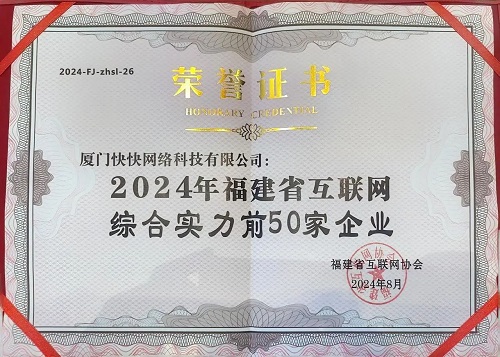 2024-FJ-zhsl-26
荣誉证书
HONORARY CREDENTIAL
厦门快快网络科技有限公司：
2024年福建省互联网
综合实力前50家企业
福建省互联网协会
2024年8月